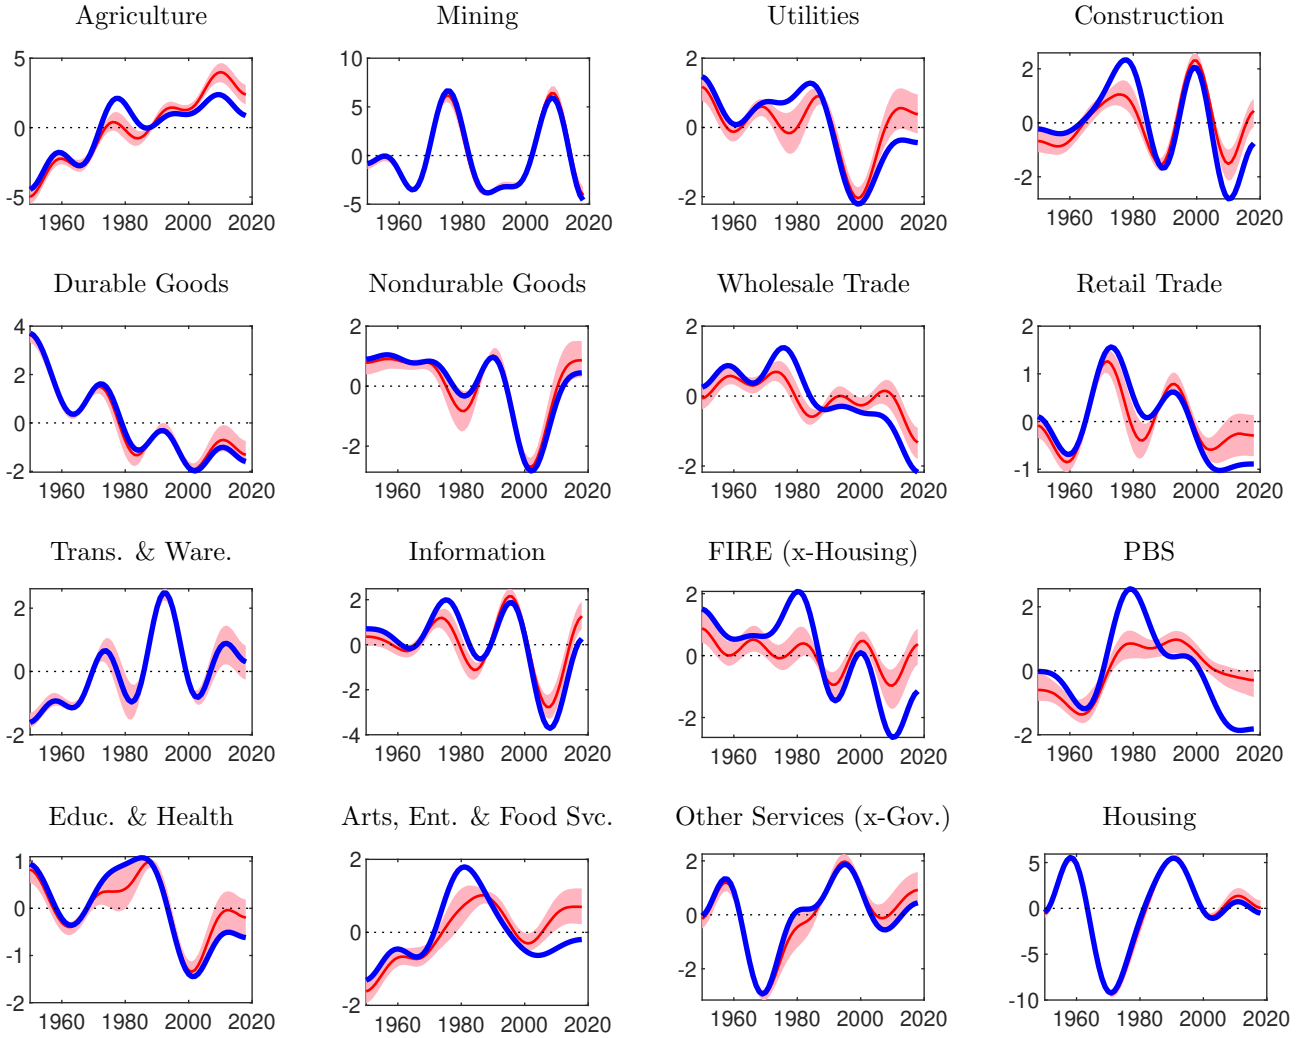 Agriculture Mining Utilities Construction
5 10 2 2
0 5 0 0
-5 0 -2 -2
-5
1960 1980 2000 2020 1960 1980 2000 2020 1960 1980 2000 2020 1960 1980 2000 2020
Durable Goods Nondurable Goods Wholesale Trade Retail Trade
4 2 2 2
2 0 0 1
0 -2 -2 0
-2 -1
1960 1980 2000 2020 1960 1980 2000 2020 1960 1980 2000 2020 1960 1980 2000 2020
Trans. & Ware. Information FIRE (x-Housing) PBS
2 2 2 2
0 0 0 0
-2 -2 -2 -2
-4
1960 1980 2000 2020 1960 1980 2000 2020 1960 1980 2000 2020 1960 1980 2000 2020
Educ. & Health Arts, Ent. & Food Svc. Other Services (x-Gov.) Housing
1 2 2 5
0 0 0 0
-1 -2 -2 -5
-2 -10
1960 1980 2000 2020 1960 1980 2000 2020 1960 1980 2000 2020 1960 1980 2000 2020